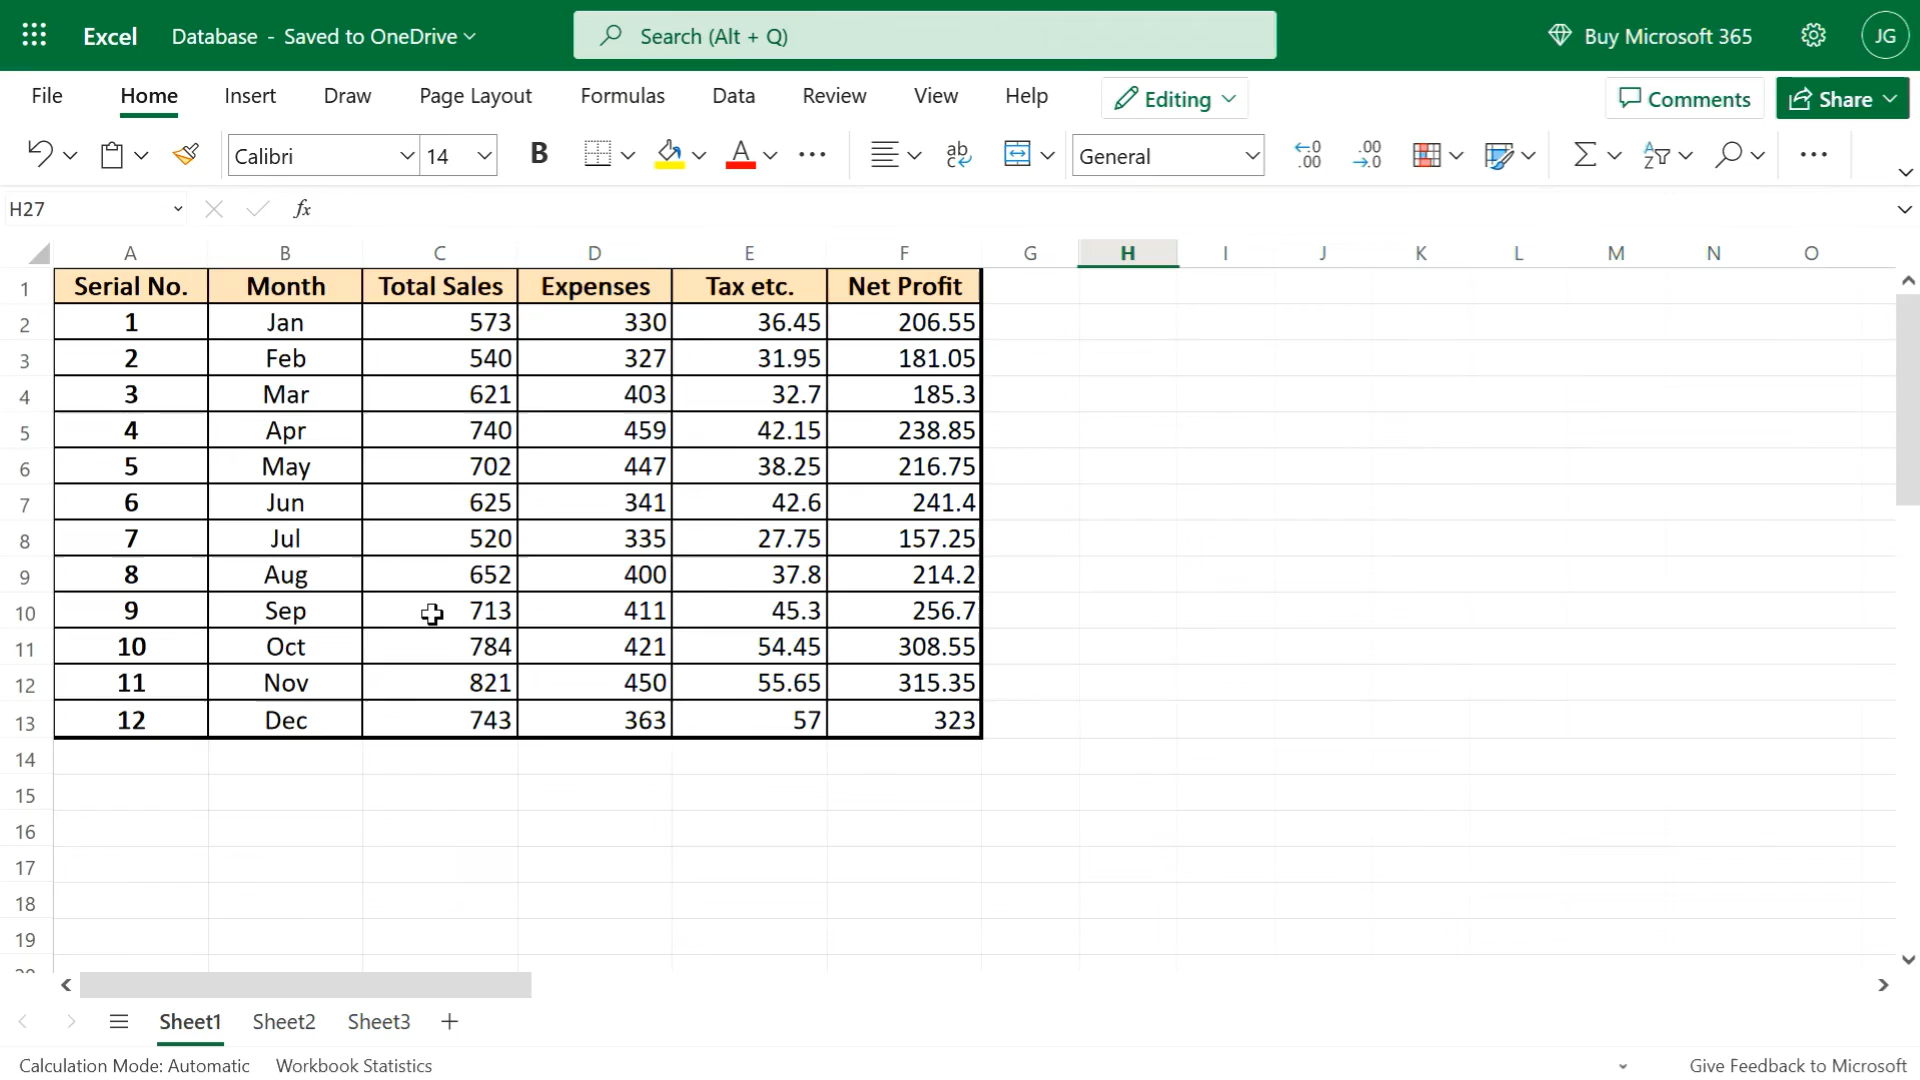 Excel Database - Saved to OneDrive Search (Alt + Q) Buy Microsoft 365 JG
File Home Insert Draw Page Layout Formulas Data Review View Help Editing Comments Share
Calibri 14 B A ab General
H27 fx
A B C D E F G H I J K L M N O
1 Serial No. Month Total Sales Expenses Tax etc. Net Profit
2 1 Jan 573 330 36.45 206.55
3 2 Feb 540 327 31.95 181.05
4 3 Mar 621 403 32.7 185.3
5 4 Apr 740 459 42.15 238.85
6 5 May 702 447 38.25 216.75
7 6 Jun 625 341 42.6 241.4
8 7 Jul 520 335 27.75 157.25
9 8 Aug 652 400 37.8 214.2
10 9 Sep 713 411 45.3 256.7
11 10 Oct 784 421 54.45 308.55
12 11 Nov 821 450 55.65 315.35
13 12 Dec 743 363 57 323
14
15
16
17
18
19
Sheet1 Sheet2 Sheet3
Calculation Mode: Automatic Workbook Statistics Give Feedback to Microsoft